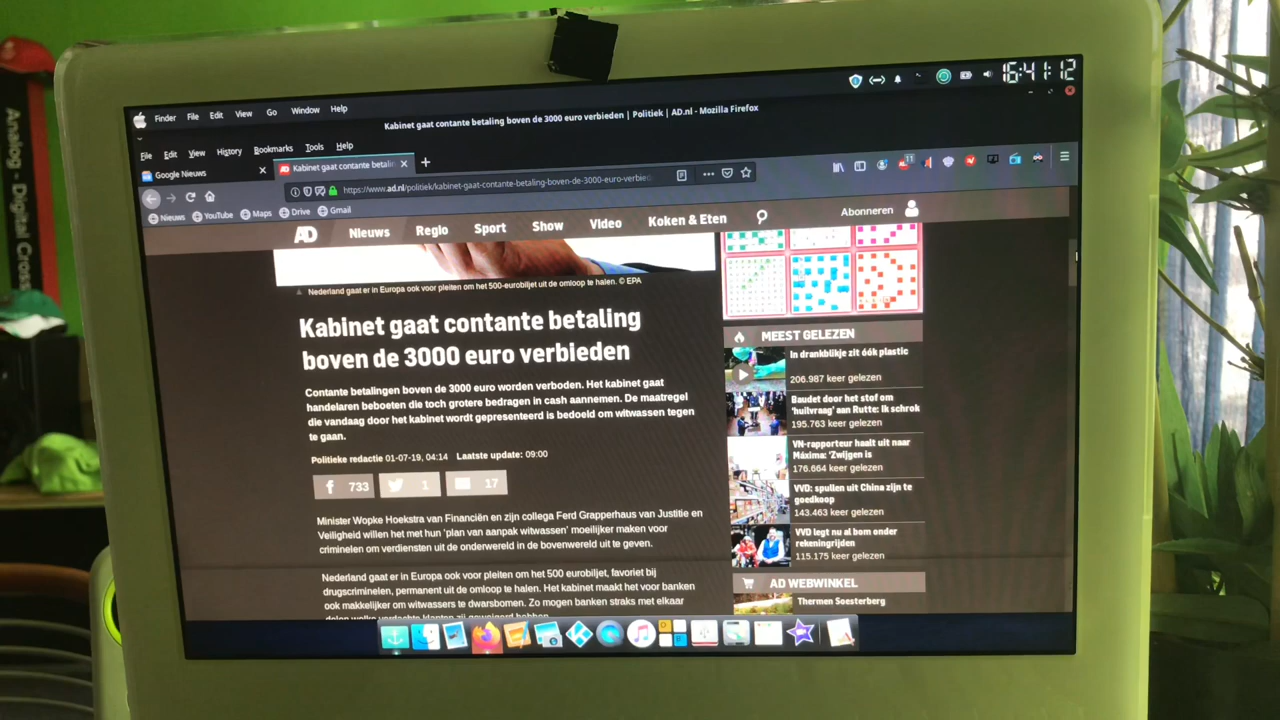 Analog - Digital Cross
16:41:12
Finder File Edit View Go Window Help
Kabinet gaat contante betaling boven de 3000 euro verbieden | Politiek | AD.nl - Mozilla Firefox
File Edit View History Bookmarks Tools Help
Google Nieuws
AD Kabinet gaat contante betalin
https://www.ad.nl/politiek/kabinet-gaat-contante-betaling-boven-de-3000-euro-verbie
11
Nieuws YouTube Maps Drive Gmail
AD Nieuws Regio Sport Show Video Koken & Eten Abonneren
Nederland gaat er in Europa ook voor pleiten om het 500-eurobiljet uit de omloop te halen. © EPA
Kabinet gaat contante betaling
boven de 3000 euro verbieden
Contante betalingen boven de 3000 euro worden verboden. Het kabinet gaat
handelaren beboeten die toch grotere bedragen in cash aannemen. De maatregel
die vandaag door het kabinet wordt gepresenteerd is bedoeld om witwassen tegen
te gaan.
Politieke redactie 01-07-19, 04:14 Laatste update: 09:00
733 1 17
Minister Wopke Hoekstra van Financiën en zijn collega Ferd Grapperhaus van Justitie en
Veiligheid willen het met hun 'plan van aanpak witwassen' moeilijker maken voor
criminelen om verdiensten uit de onderwereld in de bovenwereld uit te geven.
Nederland gaat er in Europa ook voor pleiten om het 500 eurobiljet, favoriet bij
drugscriminelen, permanent uit de omloop te halen. Het kabinet maakt het voor banken
ook makkelijker om witwassers te dwarsbomen. Zo mogen banken straks met elkaar
delen welke verdachte klanten zij geweigerd hebben
MEEST GELEZEN
In drankblikje zit óók plastic
206.987 keer gelezen
Baudet door het stof om
'huilvraag' aan Rutte: Ik schrok
195.763 keer gelezen
VN-rapporteur haalt uit naar
Máxima: 'Zwijgen is
176.664 keer gelezen
VVD: spullen uit China zijn te
goedkoop
143.463 keer gelezen
VVD legt nu al bom onder
rekeningrijden
115.175 keer gelezen
AD WEBWINKEL
Thermen Soesterberg